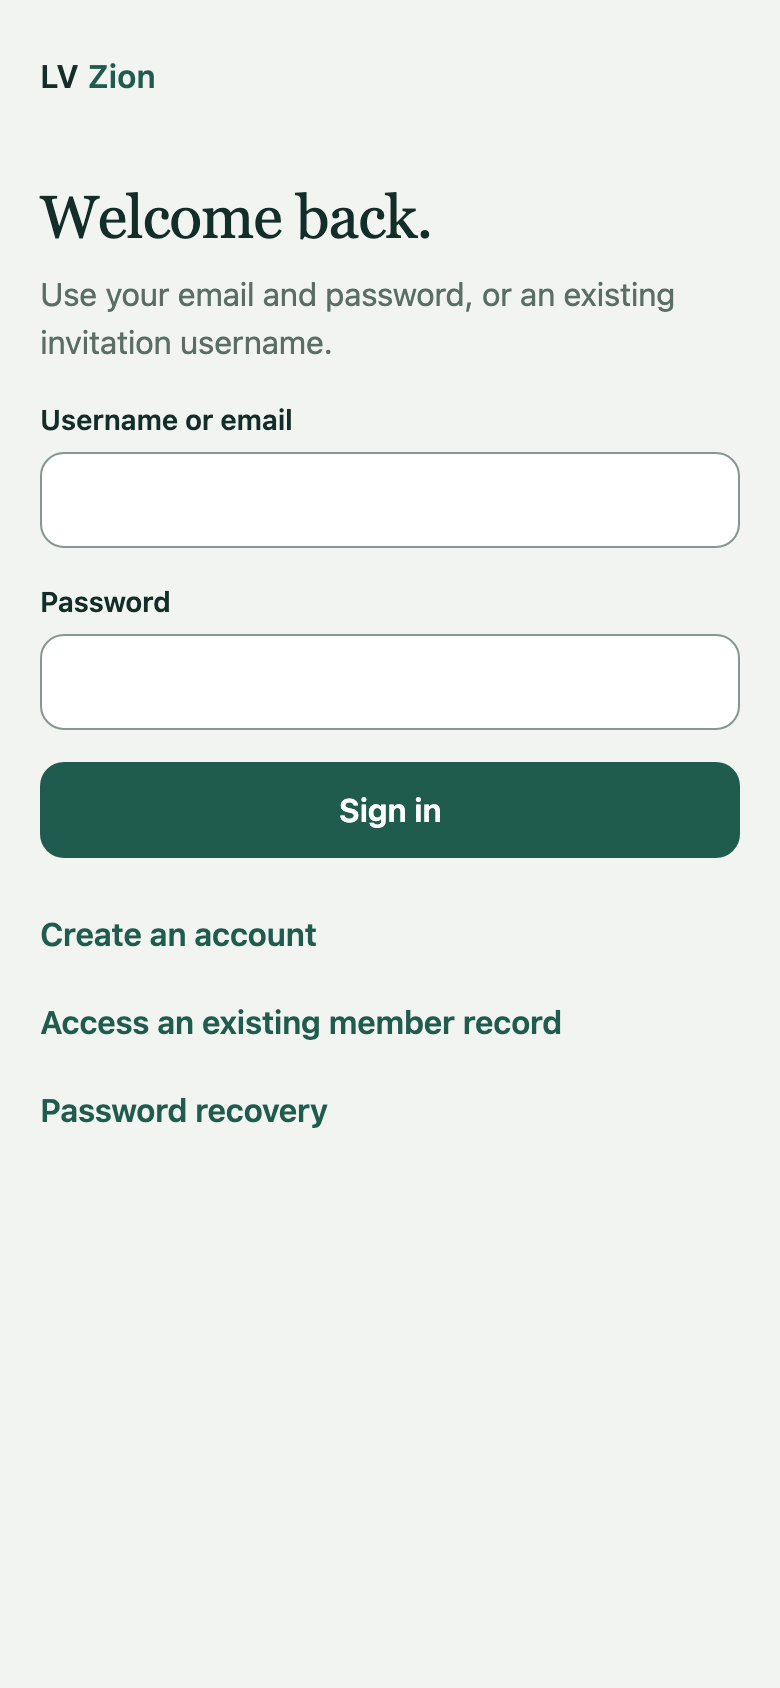 LV Zion
Welcome back.
Use your email and password, or an existing
invitation username.
Username or email
Password
Sign in
Create an account
Access an existing member record
Password recovery